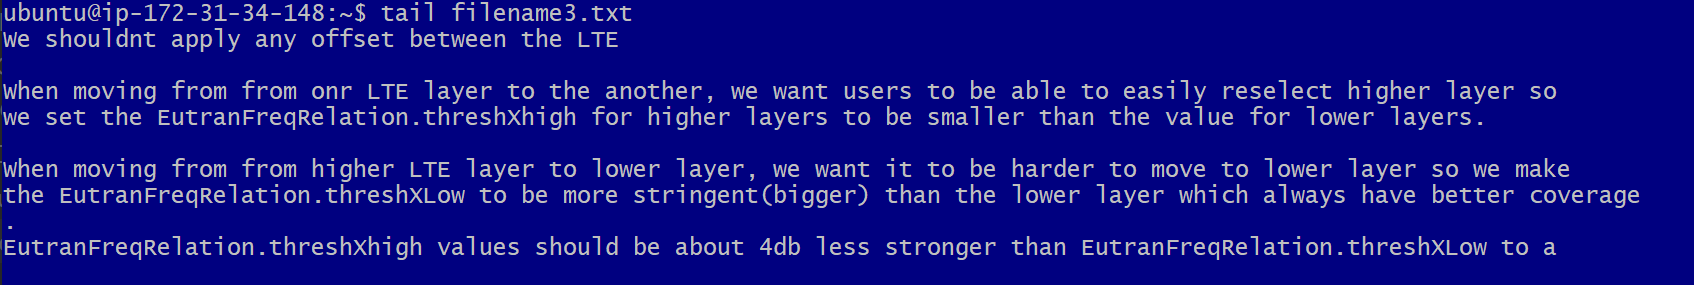 ubuntu@ip-172-31-34-148:~$ tail filename3.txt
We shouldnt apply any offset between the LTE
When moving from from onr LTE layer to the another, we want users to be able to easily reselect higher layer so
we set the EutranFreqRelation.threshXhigh for higher layers to be smaller than the value for lower layers.
When moving from from higher LTE layer to lower layer, we want it to be harder to move to lower layer so we make
the EutranFreqRelation.threshXLow to be more stringent(bigger) than the lower layer which always have better coverage
.
EutranFreqRelation.threshXhigh values should be about 4db less stronger than EutranFreqRelation.threshXLow to a